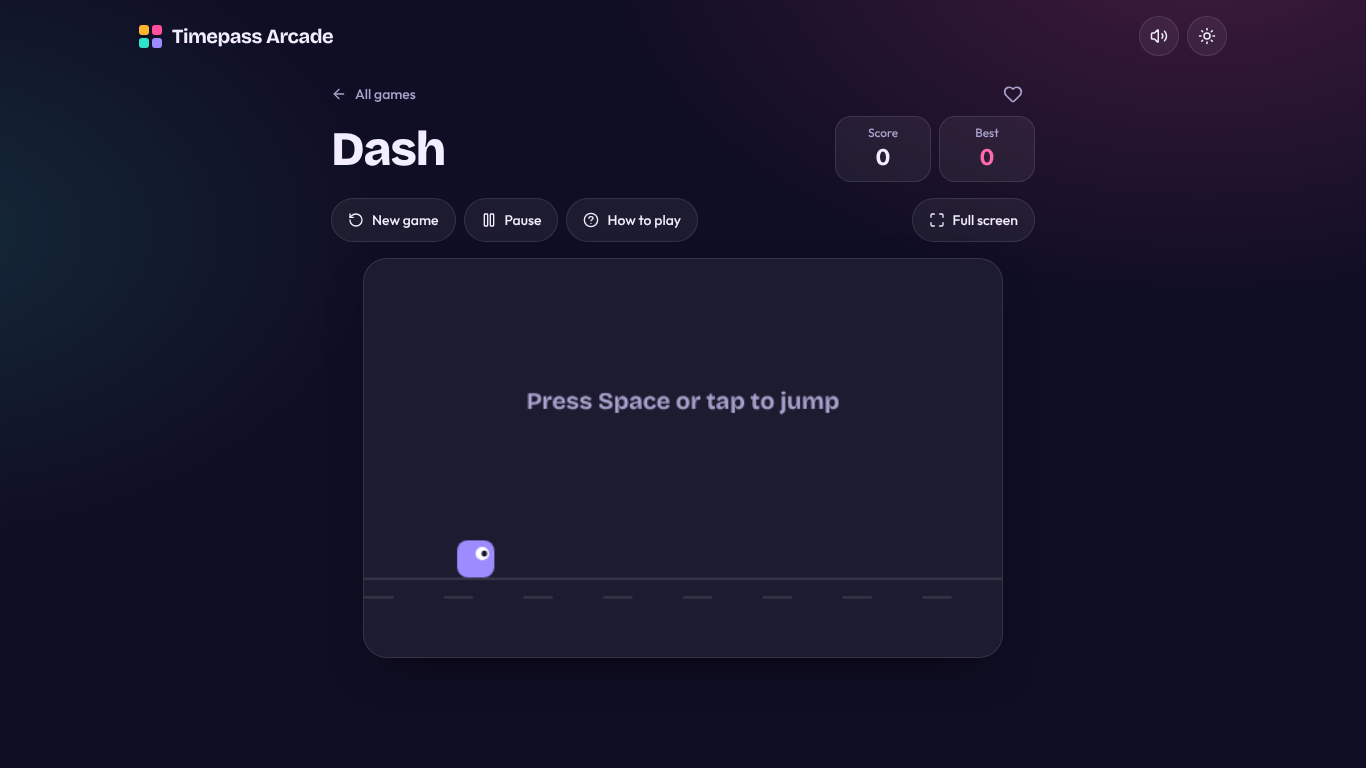 Timepass Arcade
All games
Dash
Score
0
Best
0
New game
Pause
How to play
Full screen
Press Space or tap to jump